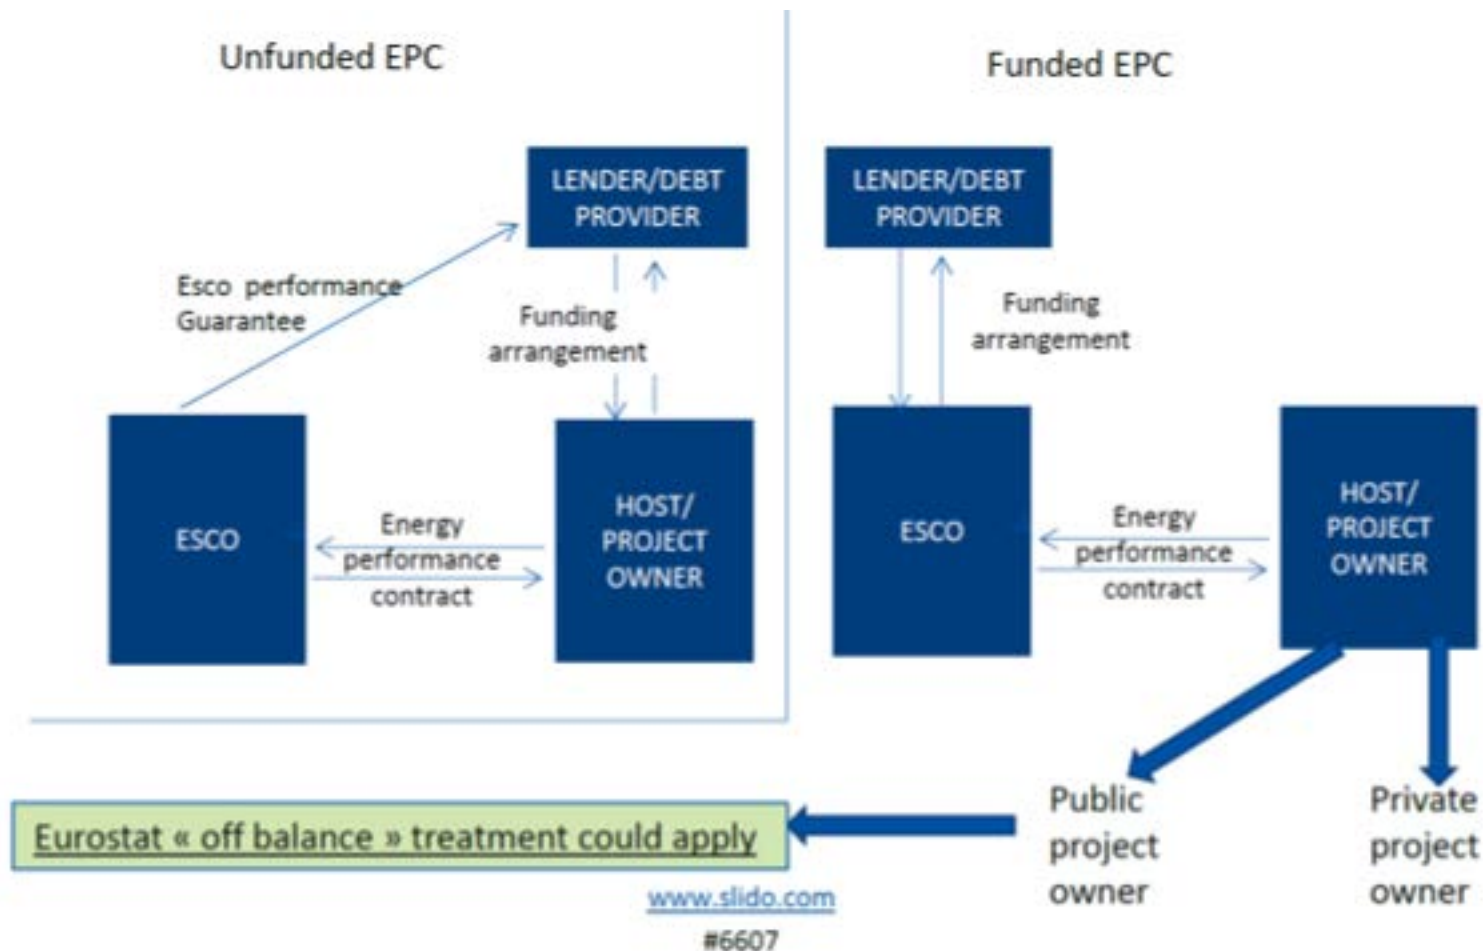 Unfunded EPC
LENDER/DEBT
PROVIDER
Esco performance
Guarantee
Funding
arrangement
ESCO
Energy
performance
contract
HOST/
PROJECT
OWNER
Funded EPC
LENDER/DEBT
PROVIDER
Funding
arrangement
ESCO
Energy
performance
contract
HOST/
PROJECT
OWNER
Public
project
owner
Private
project
owner
Eurostat « off balance » treatment could apply
www.slido.com
#6607